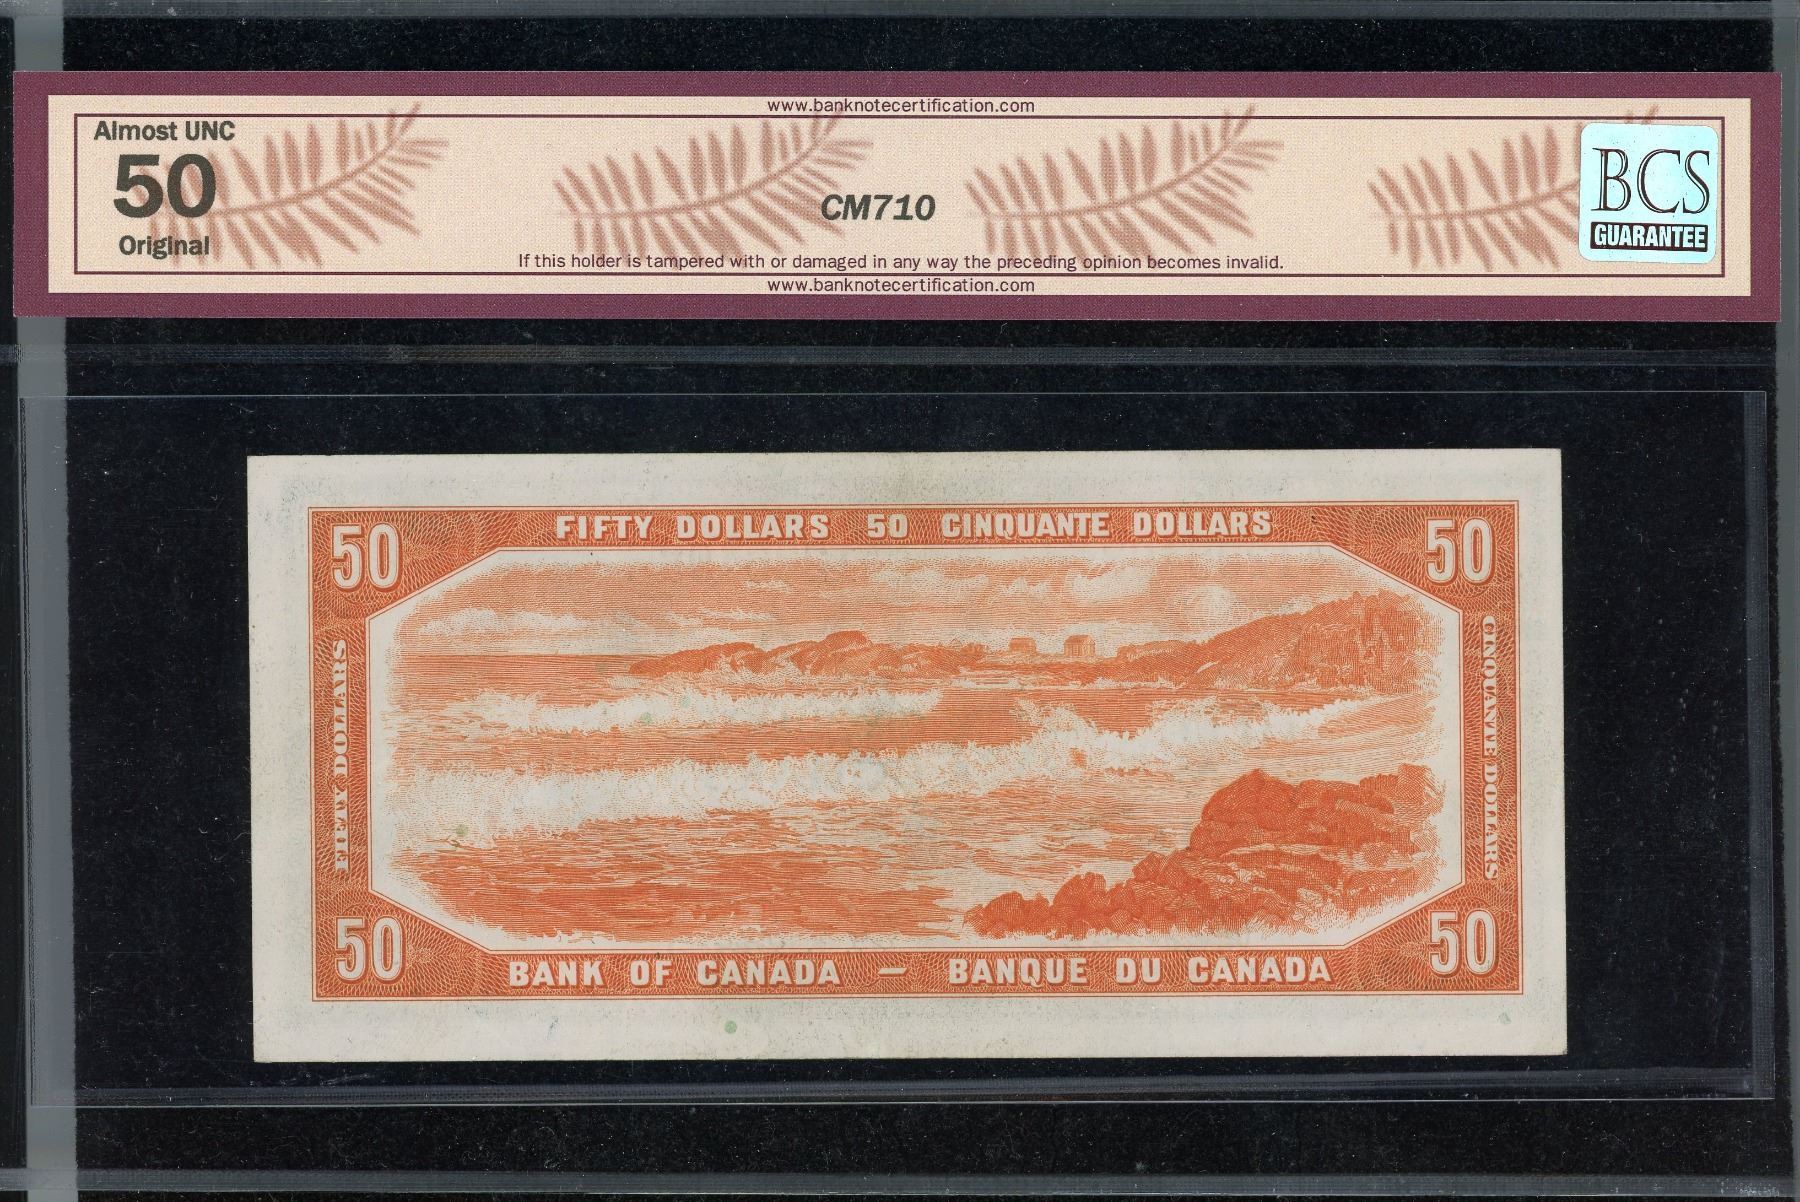 www.banknotecertification.com
Almost UNC
50
Original
CM710
BCS
GUARANTEE
If this holder is tampered with or damaged in any way the preceding opinion becomes invalid.
www.banknotecertification.com
50 FIFTY DOLLARS 50 CINQUANTE DOLLARS 50
FIFTY DOLLARS
CINQUANTE DOLLARS
50 BANK OF CANADA — BANQUE DU CANADA 50